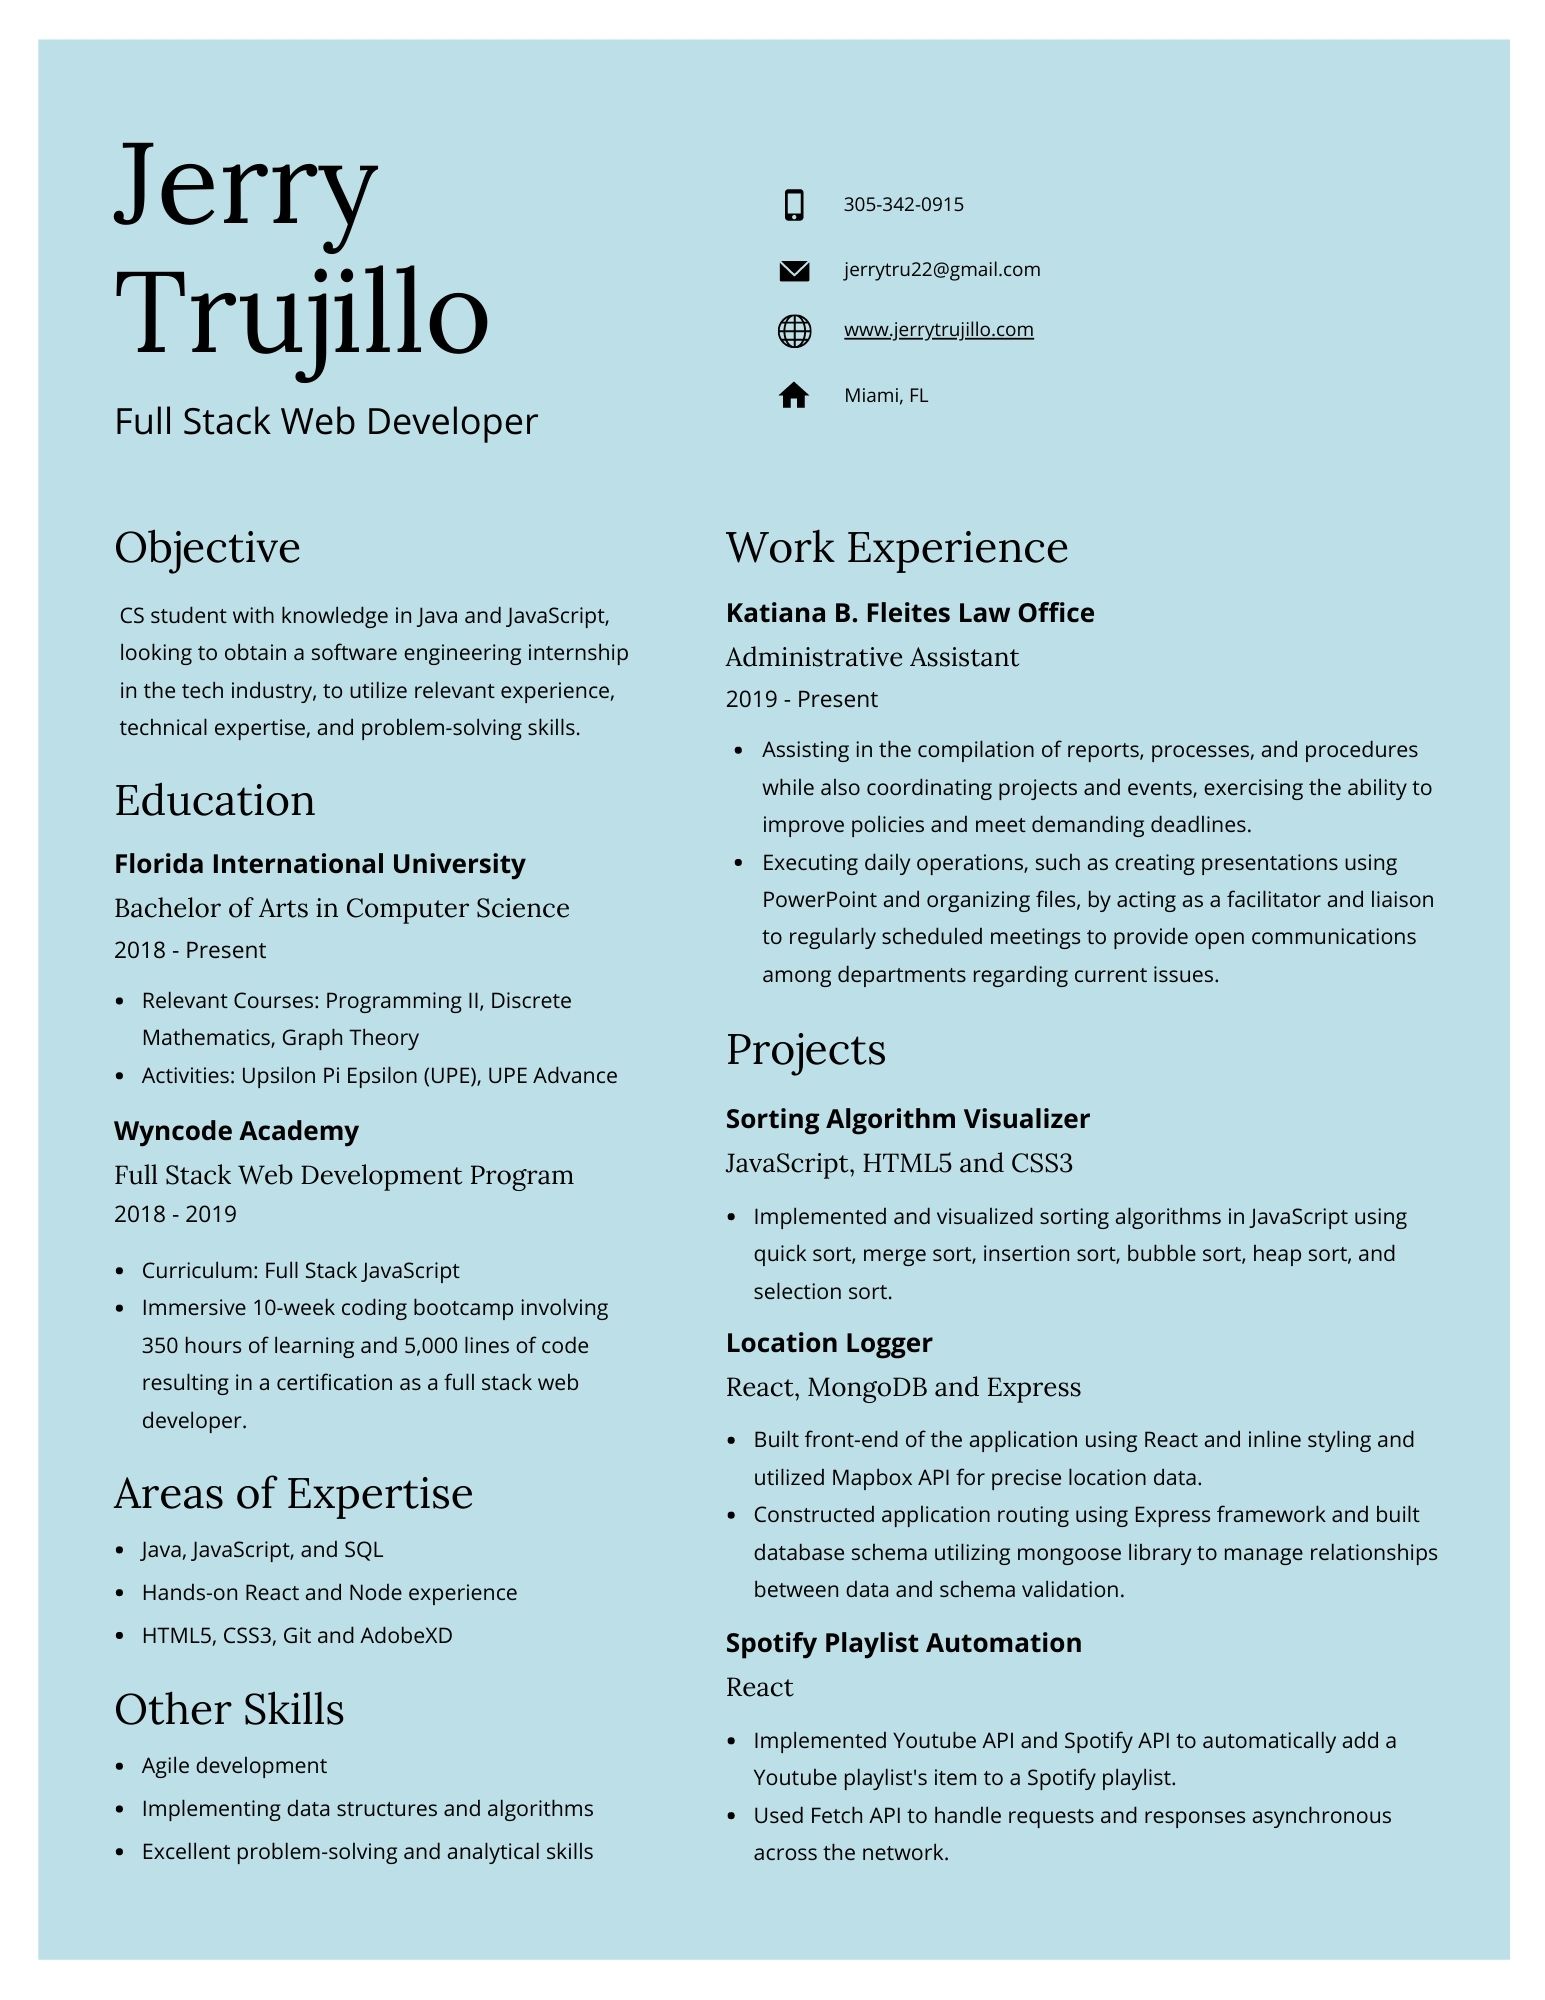 Jerry
Trujillo
Full Stack Web Developer
305-342-0915
jerrytru22@gmail.com
www.jerrytrujillo.com
Miami, FL
Objective
CS student with knowledge in Java and JavaScript,
looking to obtain a software engineering internship
in the tech industry, to utilize relevant experience,
technical expertise, and problem-solving skills.
Education
Florida International University
Bachelor of Arts in Computer Science
2018 - Present
• Relevant Courses: Programming II, Discrete
Mathematics, Graph Theory
• Activities: Upsilon Pi Epsilon (UPE), UPE Advance
Wyncode Academy
Full Stack Web Development Program
2018 - 2019
• Curriculum: Full Stack JavaScript
• Immersive 10-week coding bootcamp involving
350 hours of learning and 5,000 lines of code
resulting in a certification as a full stack web
developer.
Areas of Expertise
• Java, JavaScript, and SQL
• Hands-on React and Node experience
• HTML5, CSS3, Git and AdobeXD
Other Skills
• Agile development
• Implementing data structures and algorithms
• Excellent problem-solving and analytical skills
Work Experience
Katiana B. Fleites Law Office
Administrative Assistant
2019 - Present
• Assisting in the compilation of reports, processes, and procedures
while also coordinating projects and events, exercising the ability to
improve policies and meet demanding deadlines.
• Executing daily operations, such as creating presentations using
PowerPoint and organizing files, by acting as a facilitator and liaison
to regularly scheduled meetings to provide open communications
among departments regarding current issues.
Projects
Sorting Algorithm Visualizer
JavaScript, HTML5 and CSS3
• Implemented and visualized sorting algorithms in JavaScript using
quick sort, merge sort, insertion sort, bubble sort, heap sort, and
selection sort.
Location Logger
React, MongoDB and Express
• Built front-end of the application using React and inline styling and
utilized Mapbox API for precise location data.
• Constructed application routing using Express framework and built
database schema utilizing mongoose library to manage relationships
between data and schema validation.
Spotify Playlist Automation
React
• Implemented Youtube API and Spotify API to automatically add a
Youtube playlist's item to a Spotify playlist.
• Used Fetch API to handle requests and responses asynchronous
across the network.